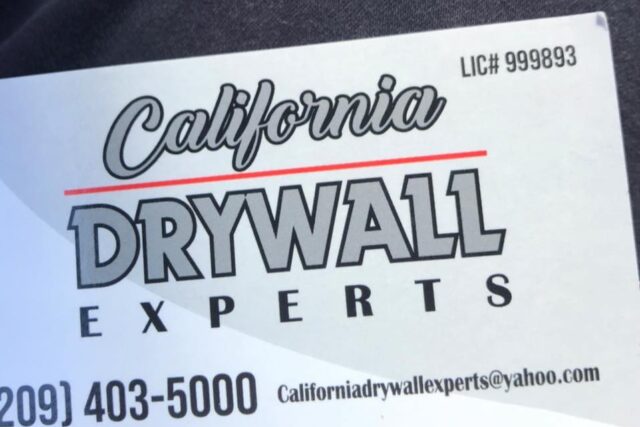 LIC# 999893
California
DRYWALL
EXPERTS
209) 403-5000
Californiadrywallexperts@yahoo.com